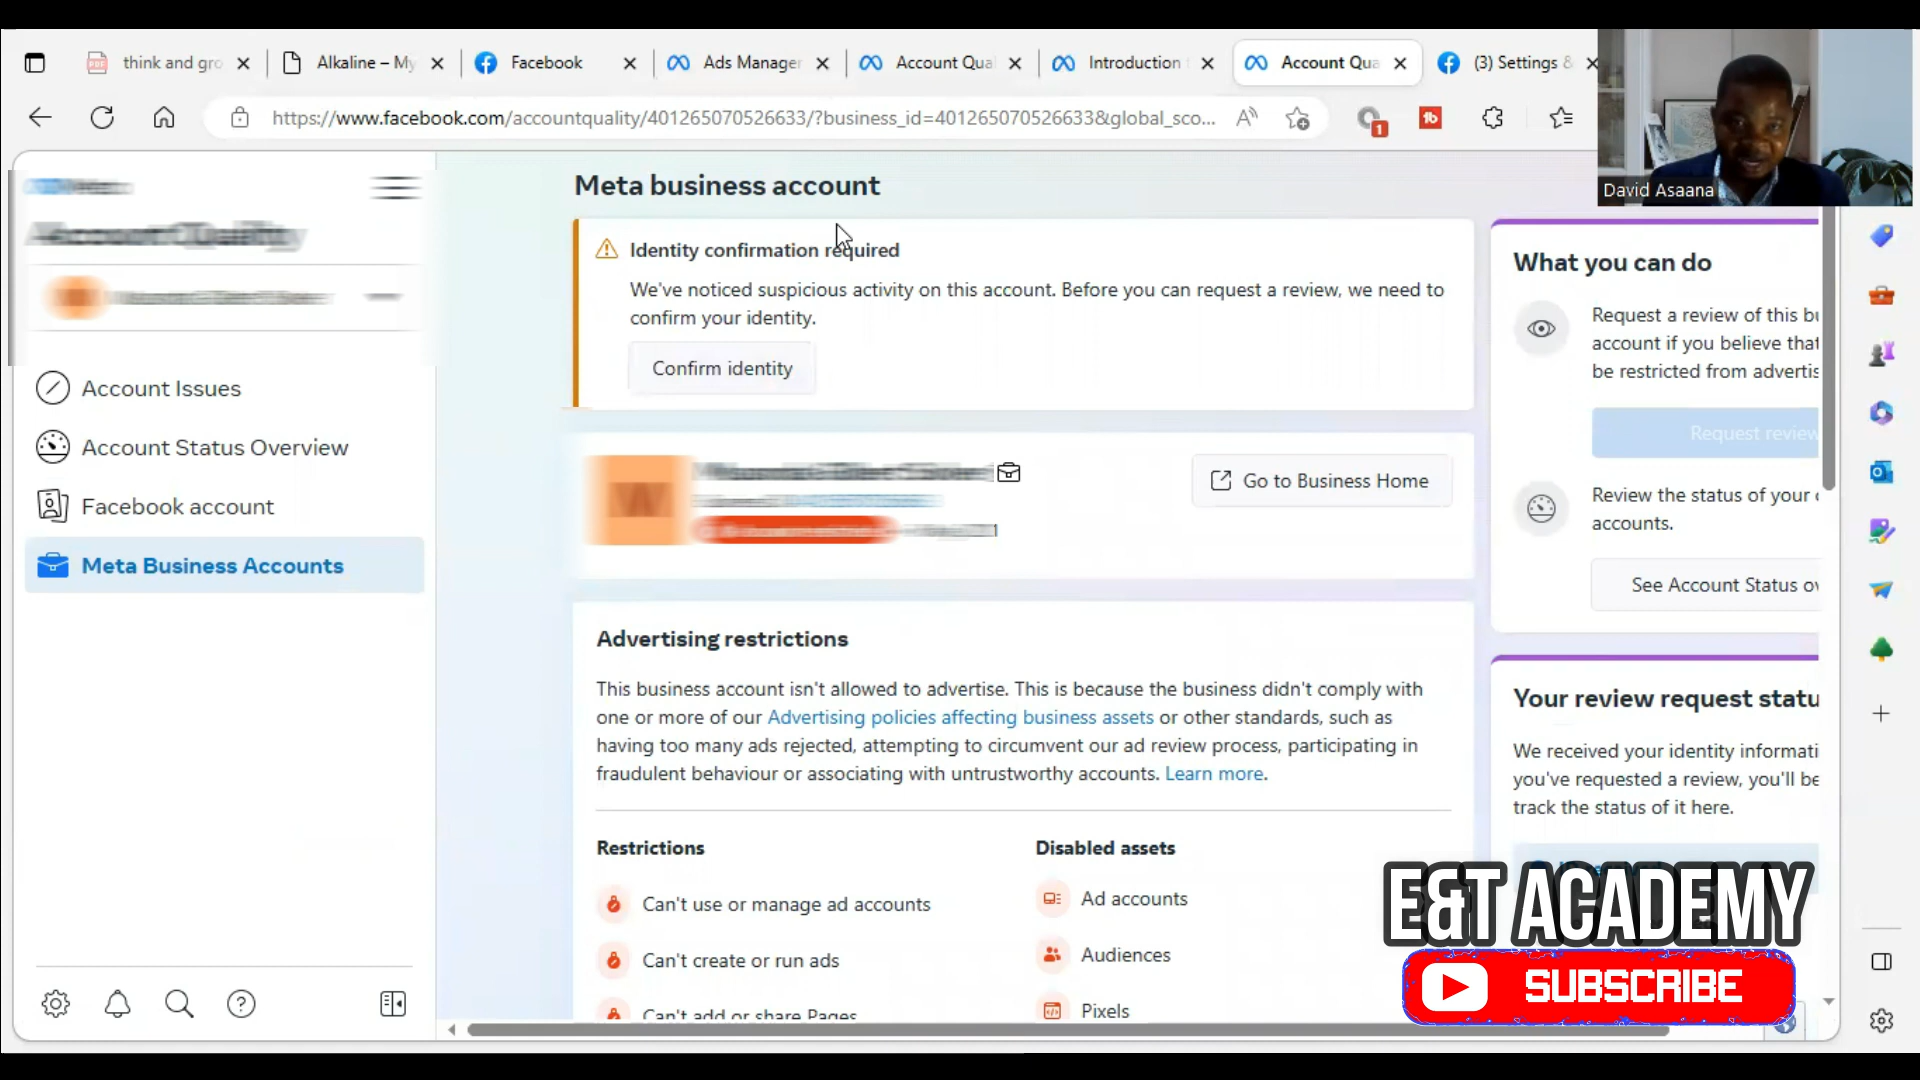 think and gro
Alkaline – My
Facebook
Ads Manager
Account Qual
Introduction
Account Qua
(3) Settings &
https://www.facebook.com/accountquality/401265070526633/?business_id=401265070526633&global_sco...
1
David Asaana
Account Quality
Account Issues
Account Status Overview
Facebook account
Meta Business Accounts
Meta business account
Identity confirmation required
We've noticed suspicious activity on this account. Before you can request a review, we need to
confirm your identity.
Confirm identity
W
Go to Business Home
Advertising restrictions
This business account isn't allowed to advertise. This is because the business didn't comply with
one or more of our Advertising policies affecting business assets or other standards, such as
having too many ads rejected, attempting to circumvent our ad review process, participating in
fraudulent behaviour or associating with untrustworthy accounts. Learn more.
Restrictions
Can't use or manage ad accounts
Can't create or run ads
Can't add or share Pages
Disabled assets
Ad accounts
Audiences
Pixels
What you can do
Request a review of this bu
account if you believe that
be restricted from advertis
Request review
Review the status of your
accounts.
See Account Status ov
Your review request statu
We received your identity informati
you've requested a review, you'll be
track the status of it here.
E&T ACADEMY
SUBSCRIBE